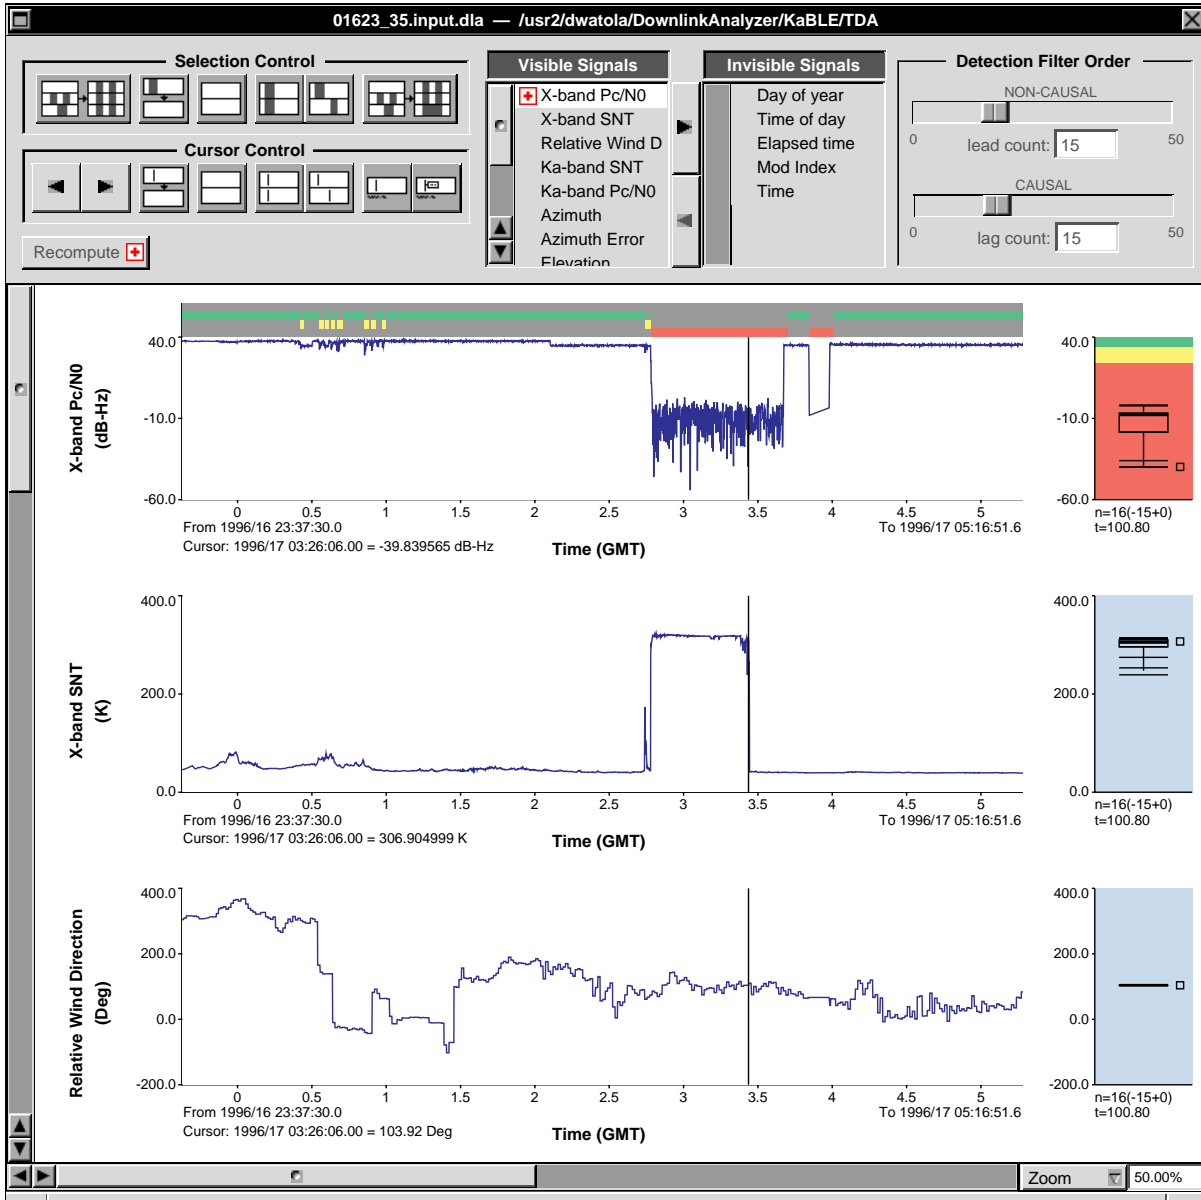 01623_35.input.dla — /usr2/dwatola/DownlinkAnalyzer/KaBLE/TDA
Selection Control
Cursor Control
Recompute
Visible Signals
X-band Pc/N0
X-band SNT
Relative Wind D
Ka-band SNT
Ka-band Pc/N0
Azimuth
Azimuth Error
Elevation
Invisible Signals
Day of year
Time of day
Elapsed time
Mod Index
Time
Detection Filter Order
NON-CAUSAL
0 lead count: 15 50
CAUSAL
0 lag count: 15 50
X-band Pc/N0
(dB-Hz)
40.0
-10.0
-60.0
0 0.5 1 1.5 2 2.5 3 3.5 4 4.5 5
From 1996/16 23:37:30.0
To 1996/17 05:16:51.6
Cursor: 1996/17 03:26:06.00 = -39.839565 dB-Hz
Time (GMT)
40.0
-10.0
-60.0
n=16(-15+0)
t=100.80
X-band SNT
(K)
400.0
200.0
0.0
0 0.5 1 1.5 2 2.5 3 3.5 4 4.5 5
From 1996/16 23:37:30.0
To 1996/17 05:16:51.6
Cursor: 1996/17 03:26:06.00 = 306.904999 K
Time (GMT)
400.0
200.0
0.0
n=16(-15+0)
t=100.80
Relative Wind Direction
(Deg)
400.0
200.0
0.0
-200.0
0 0.5 1 1.5 2 2.5 3 3.5 4 4.5 5
From 1996/16 23:37:30.0
To 1996/17 05:16:51.6
Cursor: 1996/17 03:26:06.00 = 103.92 Deg
Time (GMT)
400.0
200.0
0.0
-200.0
n=16(-15+0)
t=100.80
Zoom 50.00%